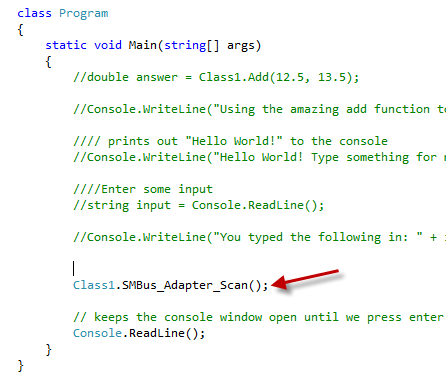 class Program
{
static void Main(string[] args)
{
//double answer = Class1.Add(12.5, 13.5);
//Console.WriteLine("Using the amazing add function
//// prints out "Hello World!" to the console
//Console.WriteLine("Hello World! Type something for
////Enter some input
//string input = Console.ReadLine();
//Console.WriteLine("You typed the following in: " +
Class1.SMBus_Adapter_Scan();
// keeps the console window open until we press enter
Console.ReadLine();
}
}